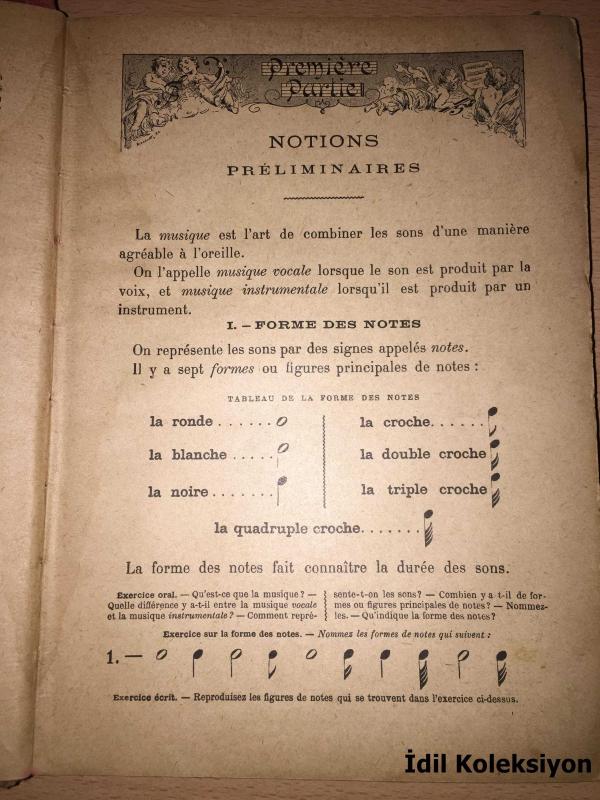 Première
Partie
NOTIONS
PRÉLIMINAIRES
La musique est l'art de combiner les sons d'une manière
agréable à l'oreille.
On l'appelle musique vocale lorsque le son est produit par la
voix, et musique instrumentale lorsqu'il est produit par un
instrument.
I. — FORME DES NOTES
On représente les sons par des signes appelés notes.
Il y a sept formes ou figures principales de notes :
TABLEAU DE LA FORME DES NOTES
la ronde . . . . . . .
la blanche . . . . .
la noire . . . . . . .
la croche. . . . . .
la double croche
la triple croche
la quadruple croche. . . . . . .
La forme des notes fait connaître la durée des sons.
Exercice oral. — Qu'est-ce que la musique? —
Quelle différence y a-t-il entre la musique vocale
et la musique instrumentale? — Comment repré-
sente-t-on les sons? — Combien y a t-il de for-
mes ou figures principales de notes? — Nommez-
les. — Qu'indique la forme des notes?
Exercice sur la forme des notes. — Nommez les formes de notes qui suivent :
1. —
Exercice écrit. — Reproduisez les figures de notes qui se trouvent dans l'exercice ci-dessus.
İdil Koleksiyon